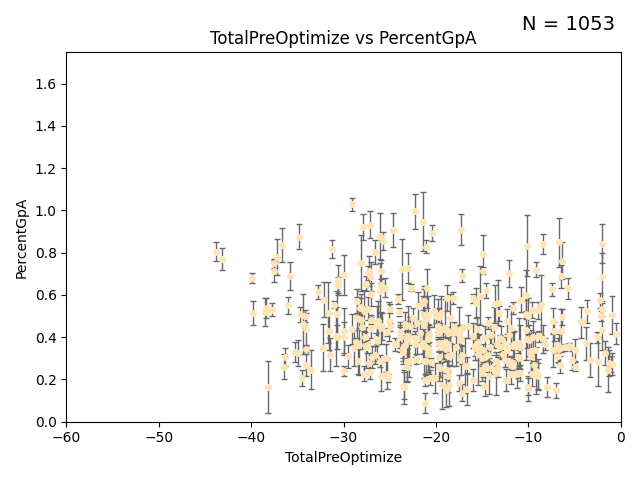 N = 1053
TotalPreOptimize vs PercentGpA
1.6
1.4
1.2
1.0
0.8
0.6
0.4
0.2
0.0
PercentGpA
−60 −50 −40 −30 −20 −10 0
TotalPreOptimize